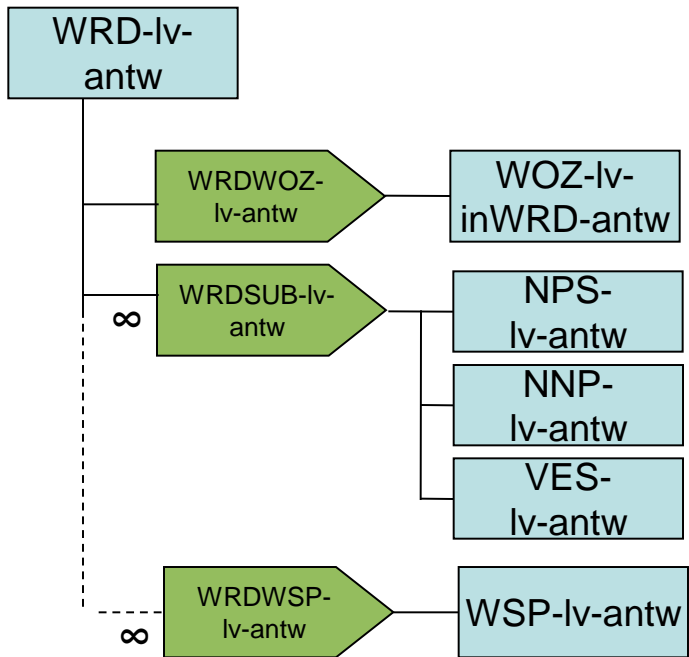 WRD-lv-
antw
WRDWOZ-
lv-antw
WOZ-lv-
inWRD-antw
WRDSUB-lv-
antw
∞
NPS-
lv-antw
NNP-
lv-antw
VES-
lv-antw
WRDWSP-
lv-antw
∞
WSP-lv-antw